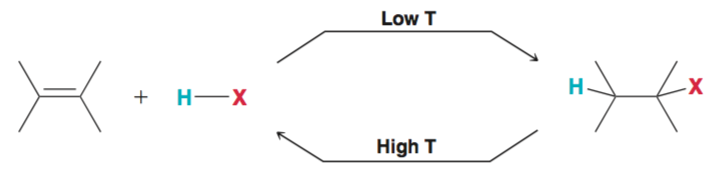 Low T
+ H—X
H X
High T